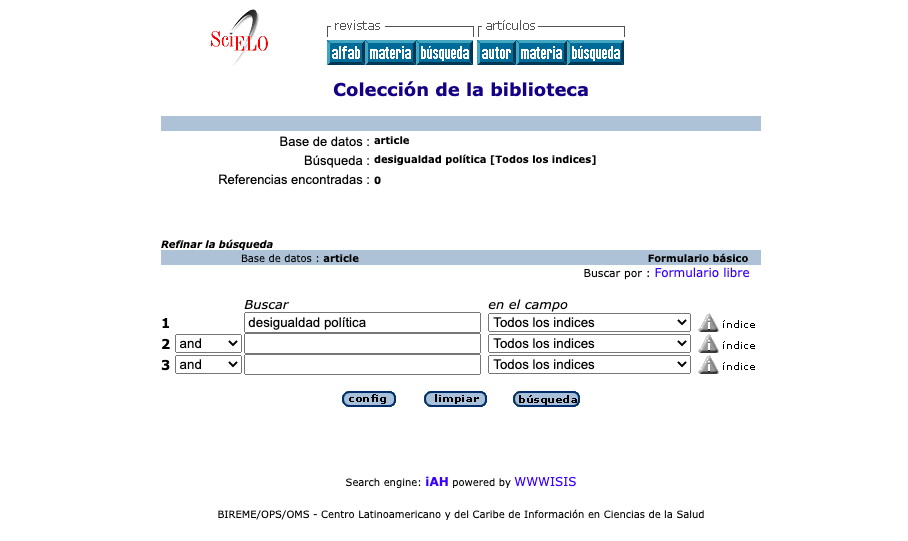 SciELO
revistas artículos
alfab materia búsqueda autor materia búsqueda
Colección de la biblioteca
Base de datos : article
Búsqueda : desigualdad política [Todos los indices]
Referencias encontradas : 0
Refinar la búsqueda
Base de datos : article Formulario básico
Buscar por : Formulario libre
Buscar en el campo
1 desigualdad política Todos los indices índice
2 and Todos los indices índice
3 and Todos los indices índice
config limpiar búsqueda
Search engine: iAH powered by WWWISIS
BIREME/OPS/OMS - Centro Latinoamericano y del Caribe de Información en Ciencias de la Salud